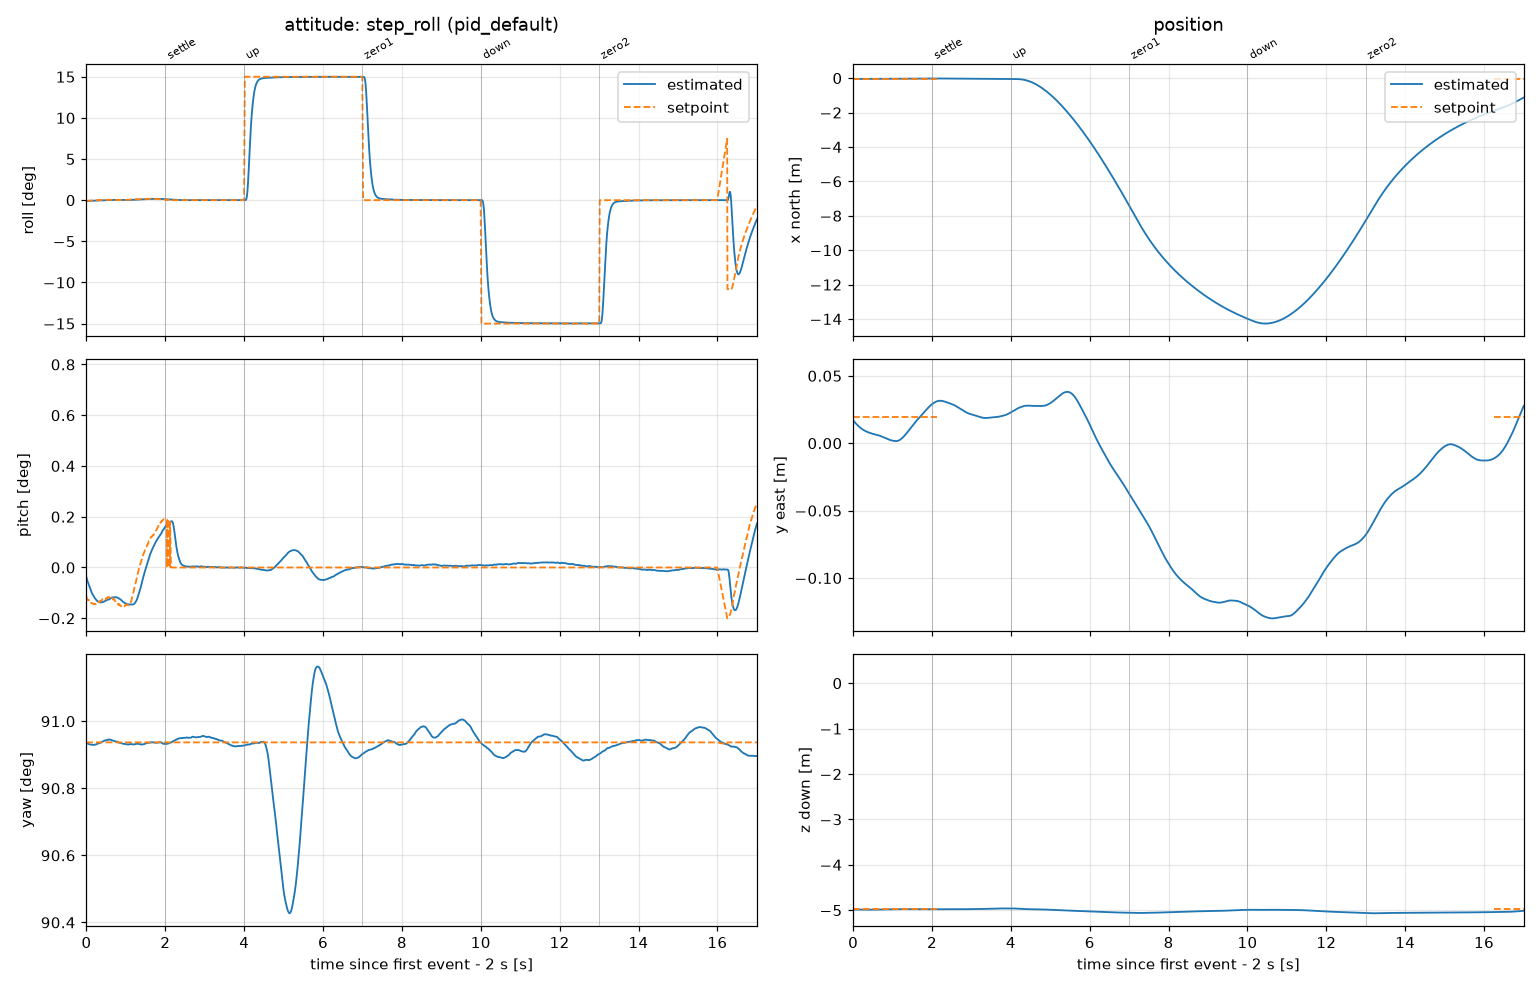 attitude: step_roll (pid_default)
position
settle
up
zero1
down
zero2
settle
up
zero1
down
zero2
estimated
setpoint
estimated
setpoint
roll [deg]
15
10
5
0
−5
−10
−15
x north [m]
0
−2
−4
−6
−8
−10
−12
−14
pitch [deg]
0.8
0.6
0.4
0.2
0.0
−0.2
y east [m]
0.05
0.00
−0.05
−0.10
yaw [deg]
91.0
90.8
90.6
90.4
z down [m]
0
−1
−2
−3
−4
−5
0 2 4 6 8 10 12 14 16
0 2 4 6 8 10 12 14 16
time since first event - 2 s [s]
time since first event - 2 s [s]